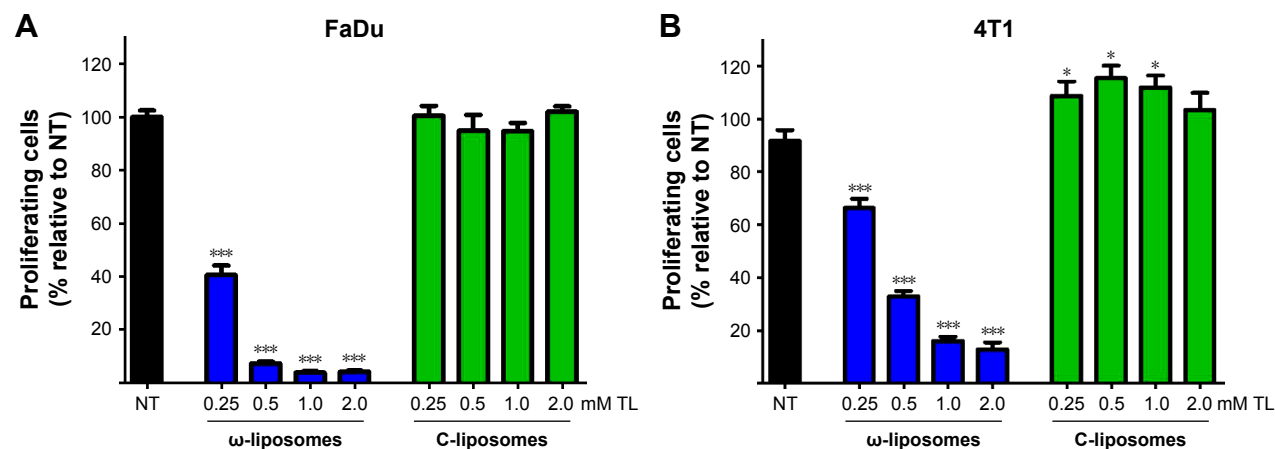 A
FaDu
Proliferating cells
(% relative to NT)
120
100
80
60
40
20
***
***
***
***
NT
0.25 0.5 1.0 2.0
0.25 0.5 1.0 2.0 mM TL
ω-liposomes
C-liposomes
B
4T1
Proliferating cells
(% relative to NT)
120
100
80
60
40
20
***
***
***
***
*
*
*
NT
0.25 0.5 1.0 2.0
0.25 0.5 1.0 2.0 mM TL
ω-liposomes
C-liposomes